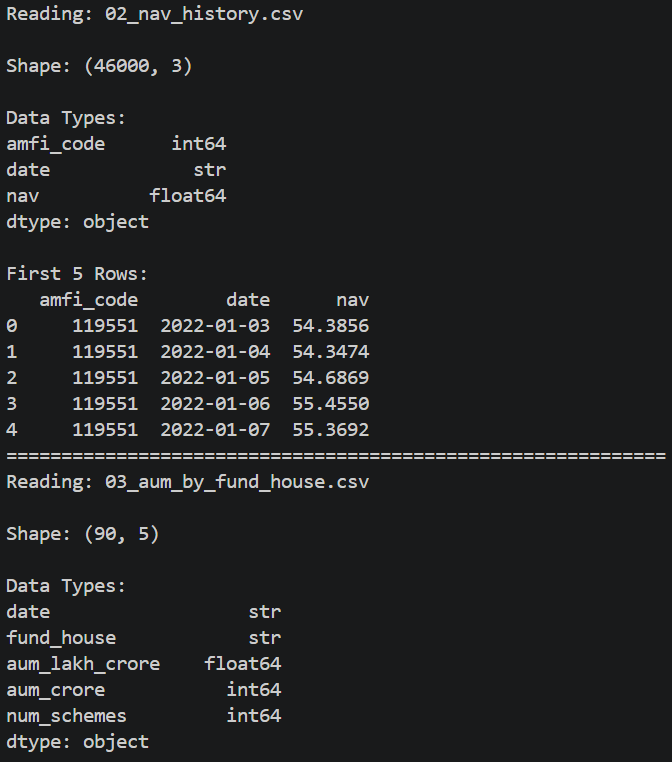 Reading: 02_nav_history.csv
Shape: (46000, 3)
Data Types:
amfi_code      int64
date             str
nav          float64
dtype: object
First 5 Rows:
   amfi_code        date      nav
0     119551  2022-01-03  54.3856
1     119551  2022-01-04  54.3474
2     119551  2022-01-05  54.6869
3     119551  2022-01-06  55.4550
4     119551  2022-01-07  55.3692
============================================================
Reading: 03_aum_by_fund_house.csv
Shape: (90, 5)
Data Types:
date                  str
fund_house            str
aum_lakh_crore    float64
aum_crore           int64
num_schemes         int64
dtype: object